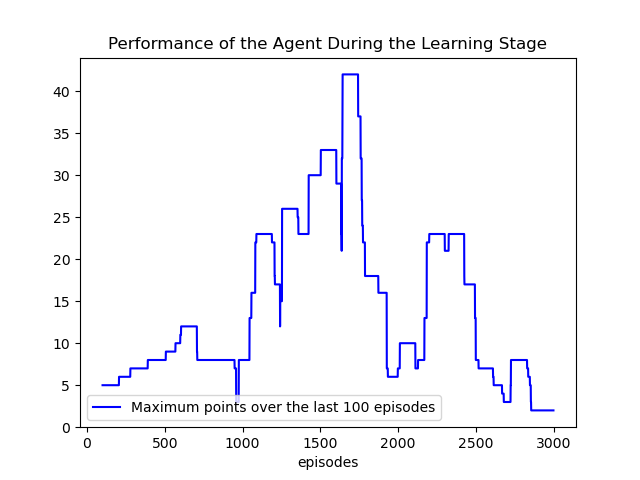 Performance of the Agent During the Learning Stage
40
35
30
25
20
15
10
5
0
Maximum points over the last 100 episodes
0 500 1000 1500 2000 2500 3000
episodes